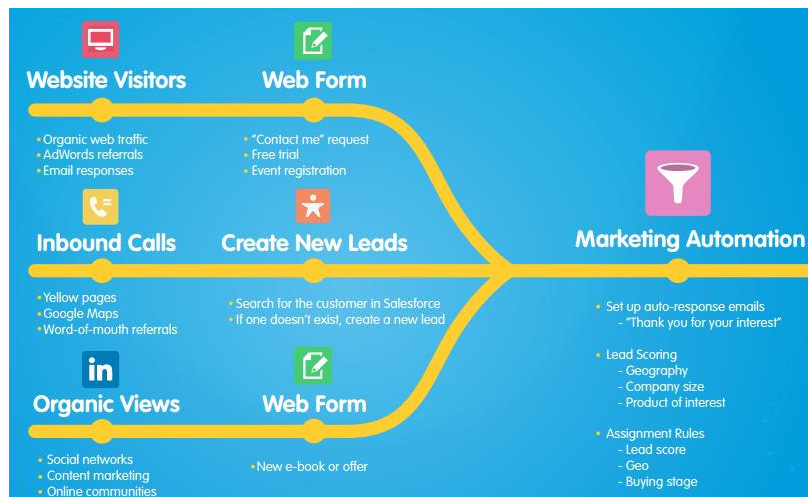 Website Visitors
• Organic web traffic
• AdWords referrals
• Email responses
Web Form
• “Contact me” request
• Free trial
• Event registration
Inbound Calls
• Yellow pages
• Google Maps
• Word-of-mouth referrals
Create New Leads
• Search for the customer in Salesforce
• If one doesn’t exist, create a new lead
in
Organic Views
• Social networks
• Content marketing
• Online communities
Web Form
• New e-book or offer
Marketing Automation
• Set up auto-response emails
- “Thank you for your interest”
• Lead Scoring
- Geography
- Company size
- Product of interest
• Assignment Rules
- Lead score
- Geo
- Buying stage